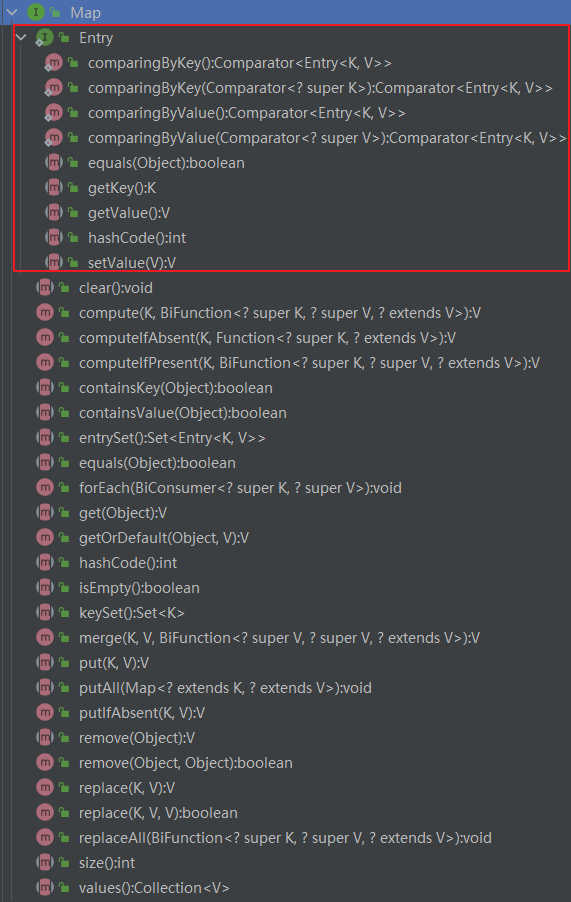 Map
Entry
comparingByKey():Comparator<Entry<K, V>>
comparingByKey(Comparator<? super K>):Comparator<Entry<K, V>>
comparingByValue():Comparator<Entry<K, V>>
comparingByValue(Comparator<? super V>):Comparator<Entry<K, V>>
equals(Object):boolean
getKey():K
getValue():V
hashCode():int
setValue(V):V
clear():void
compute(K, BiFunction<? super K, ? super V, ? extends V>):V
computeIfAbsent(K, Function<? super K, ? extends V>):V
computeIfPresent(K, BiFunction<? super K, ? super V, ? extends V>):V
containsKey(Object):boolean
containsValue(Object):boolean
entrySet():Set<Entry<K, V>>
equals(Object):boolean
forEach(BiConsumer<? super K, ? super V>):void
get(Object):V
getOrDefault(Object, V):V
hashCode():int
isEmpty():boolean
keySet():Set<K>
merge(K, V, BiFunction<? super V, ? super V, ? extends V>):V
put(K, V):V
putAll(Map<? extends K, ? extends V>):void
putIfAbsent(K, V):V
remove(Object):V
remove(Object, Object):boolean
replace(K, V):V
replace(K, V, V):boolean
replaceAll(BiFunction<? super K, ? super V, ? extends V>):void
size():int
values():Collection<V>